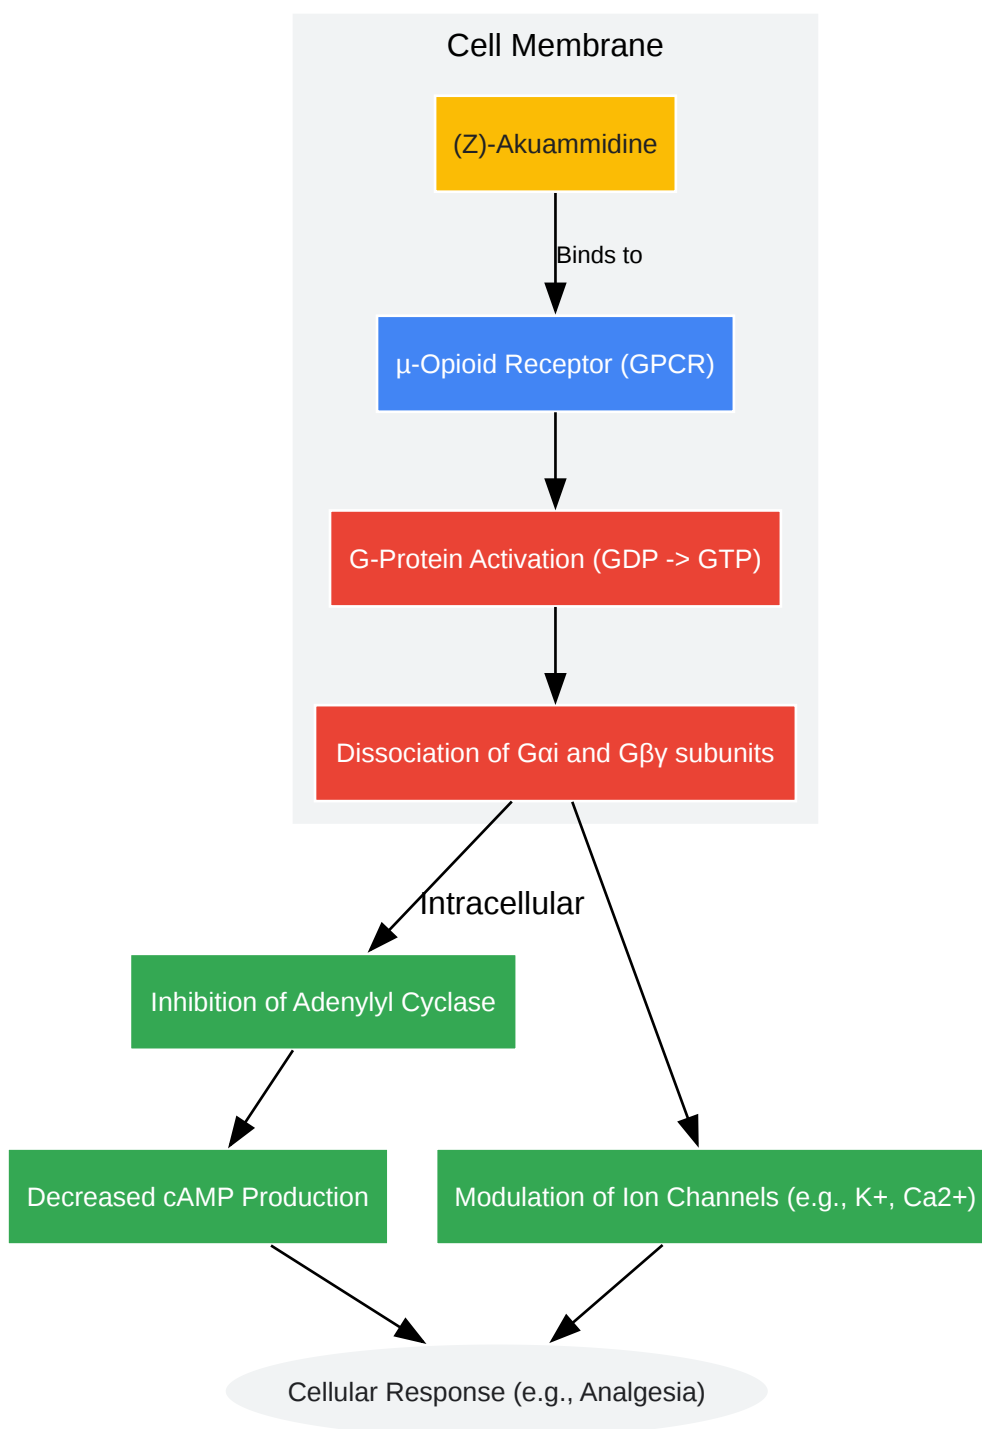 Cell Membrane
(Z)-Akuammidine
Binds to
µ-Opioid Receptor (GPCR)
G-Protein Activation (GDP -> GTP)
Dissociation of Gαi and Gβγ subunits
Intracellular
Inhibition of Adenylyl Cyclase
Decreased cAMP Production
Modulation of Ion Channels (e.g., K+, Ca2+)
Cellular Response (e.g., Analgesia)